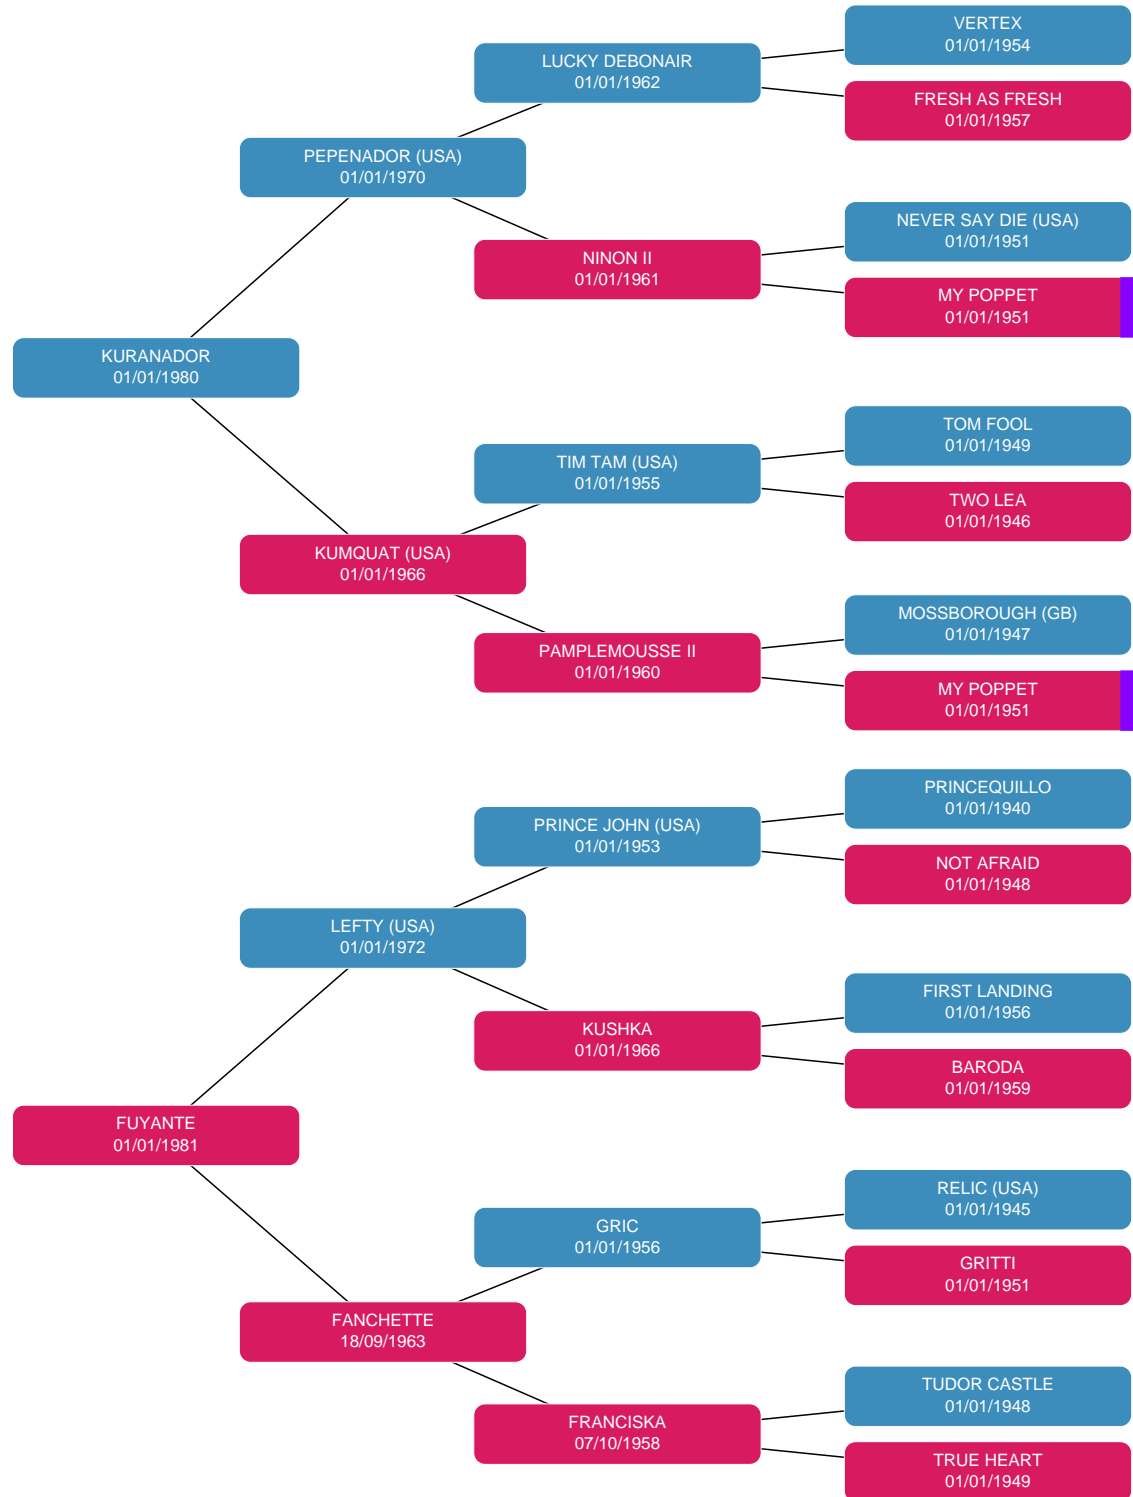 VERTEX
01/01/1954
LUCKY DEBONAIR
01/01/1962
FRESH AS FRESH
01/01/1957
PEPENADOR (USA)
01/01/1970
NEVER SAY DIE (USA)
01/01/1951
NINON II
01/01/1961
MY POPPET
01/01/1951
KURANADOR
01/01/1980
TOM FOOL
01/01/1949
TIM TAM (USA)
01/01/1955
TWO LEA
01/01/1946
KUMQUAT (USA)
01/01/1966
MOSSBOROUGH (GB)
01/01/1947
PAMPLEMOUSSE II
01/01/1960
MY POPPET
01/01/1951
PRINCEQUILLO
01/01/1940
PRINCE JOHN (USA)
01/01/1953
NOT AFRAID
01/01/1948
LEFTY (USA)
01/01/1972
FIRST LANDING
01/01/1956
KUSHKA
01/01/1966
BARODA
01/01/1959
FUYANTE
01/01/1981
RELIC (USA)
01/01/1945
GRIC
01/01/1956
GRITTI
01/01/1951
FANCHETTE
18/09/1963
TUDOR CASTLE
01/01/1948
FRANCISKA
07/10/1958
TRUE HEART
01/01/1949